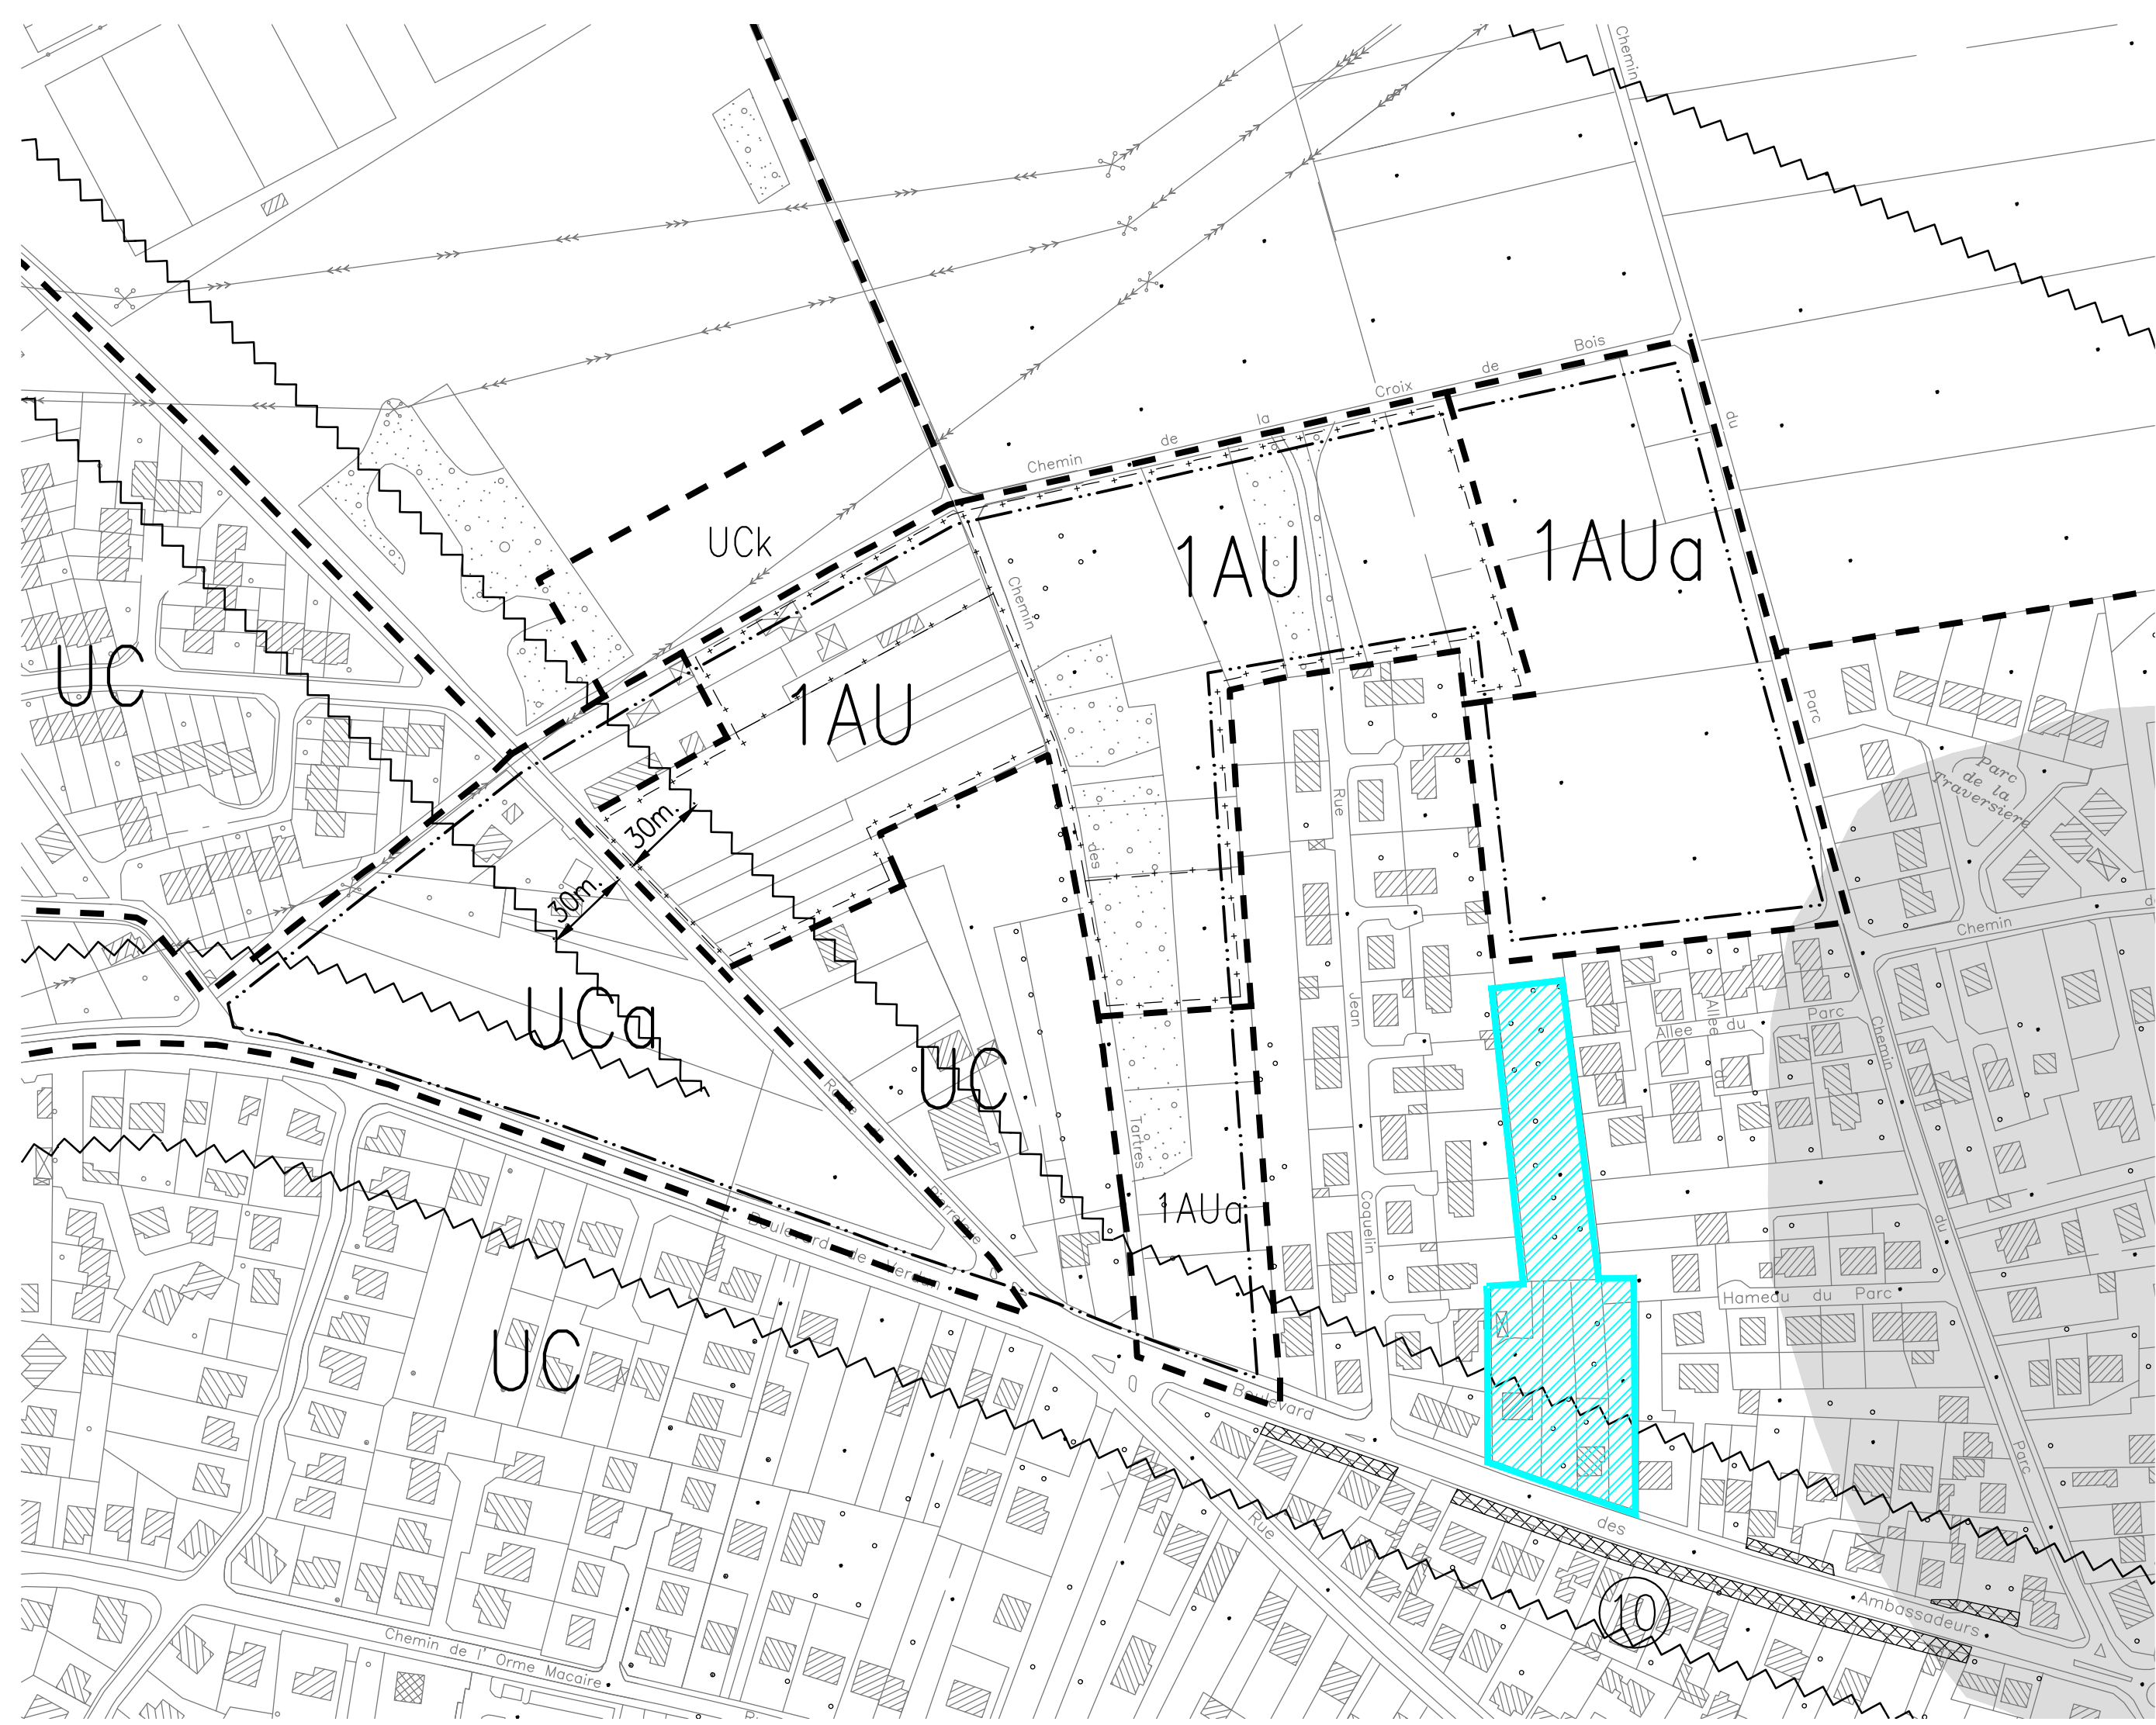 Chemin
Bois
de
Croix
la
de
Chemin
du
UCk
1AU
1AUa
Chemin
UC
1AU
Parc
Parc
de la
Traversière
30m.
30m.
Rue
des
Chemin
UCa
Jean
Allee du
Parc
Allee
du
Chemin
UC
Route
Tartres
1AUa
Pierreuse
Coquelin
du
Boulevard de Verdun
Hameau du Parc
UC
Boulevard
Parc
Rue
des
10
Ambassadeurs
Chemin de l' Orme Macaire